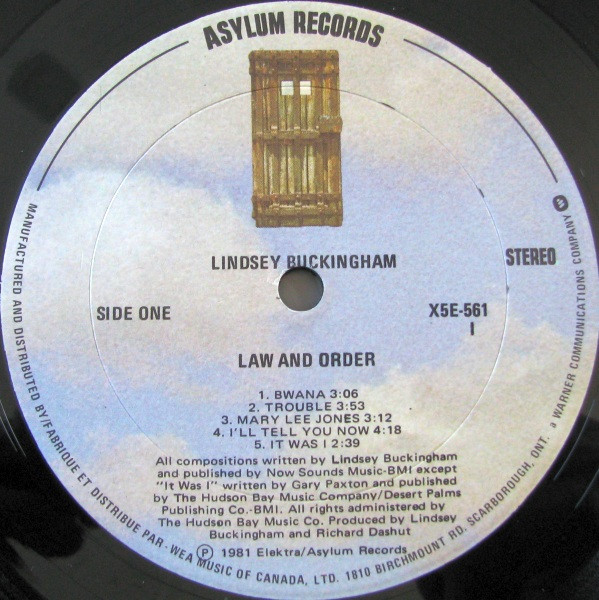 ASYLUM RECORDS
LINDSEY BUCKINGHAM
STEREO
SIDE ONE
X5E-561
I
LAW AND ORDER
1. BWANA 3:06
2. TROUBLE 3:53
3. MARY LEE JONES 3:12
4. I'LL TELL YOU NOW 4:18
5. IT WAS I 2:39
All compositions written by Lindsey Buckingham
and published by Now Sounds Music-BMI except
"It Was I" written by Gary Paxton and published
by The Hudson Bay Music Company/Desert Palms
Publishing Co.-BMI. All rights administered by
The Hudson Bay Music Co. Produced by Lindsey
Buckingham and Richard Dashut
Ⓟ 1981 Elektra/Asylum Records
MANUFACTURED AND DISTRIBUTED BY/FABRIQUE ET DISTRIBUE PAR - WEA MUSIC OF CANADA, LTD. 1810 BIRCHMOUNT RD. SCARBOROUGH, ONT. a WARNER COMMUNICATIONS COMPANY